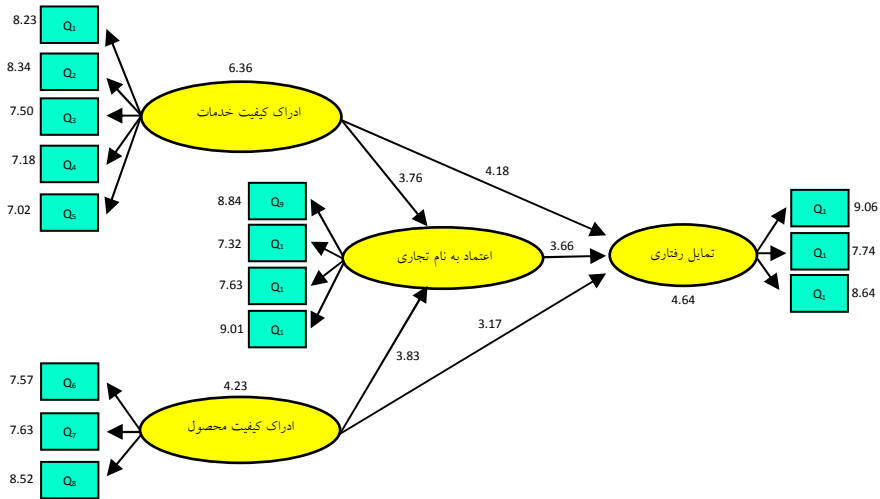 8.23 Q₁
8.34 Q₂
7.50 Q₃
7.18 Q₄
7.02 Q₅
6.36
ادراک کیفیت خدمات
3.76
4.18
8.84 Q₉
7.32 Q₁
7.63 Q₁
9.01 Q₁
اعتماد به نام تجاری
3.66
تمایل رفتاری
4.64
Q₁ 9.06
Q₁ 7.74
Q₁ 8.64
3.83
3.17
7.57 Q₆
7.63 Q₇
8.52 Q₈
4.23
ادراک کیفیت محصول